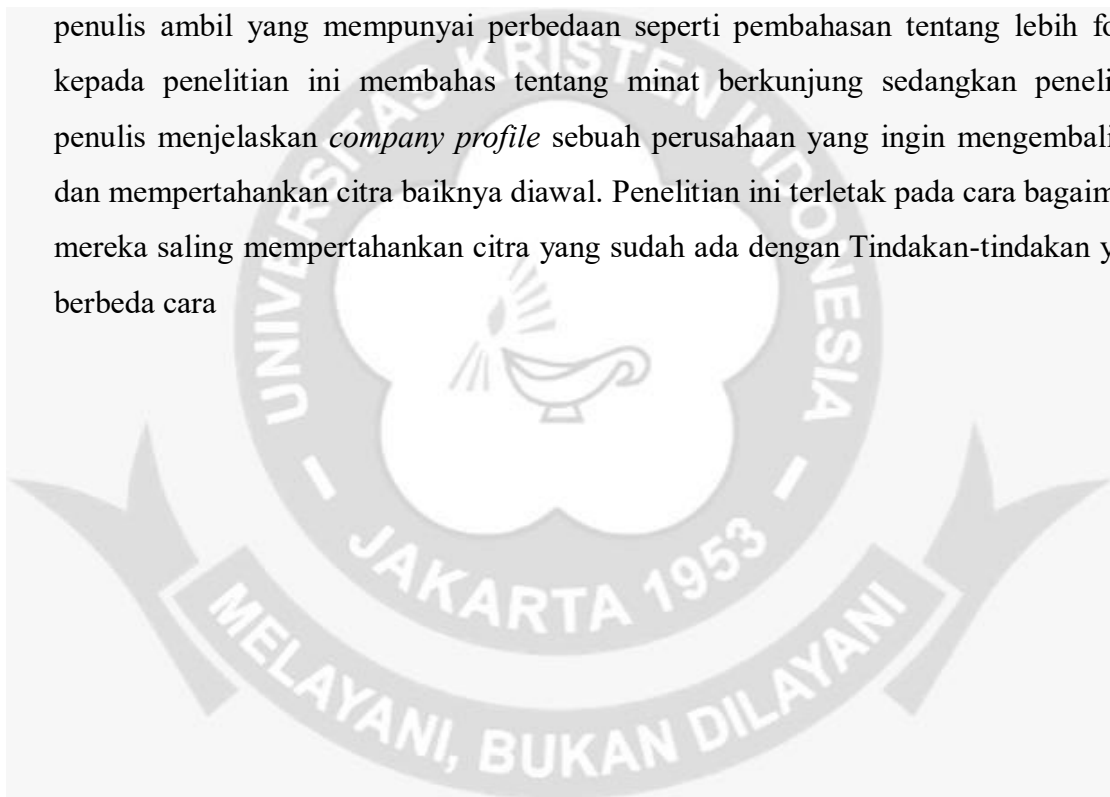 penulis ambil yang mempunyai perbedaan seperti pembahasan tentang lebih fo
kepada penelitian ini membahas tentang minat berkunjung sedangkan peneli
penulis menjelaskan company profile sebuah perusahaan yang ingin mengembali
dan mempertahankan citra baiknya diawal. Penelitian ini terletak pada cara bagaim
mereka saling mempertahankan citra yang sudah ada dengan Tindakan-tindakan y
berbeda cara
UNIVERSITAS KRISTEN INDONESIA
JAKARTA 1953
MELAYANI, BUKAN DILAYANI